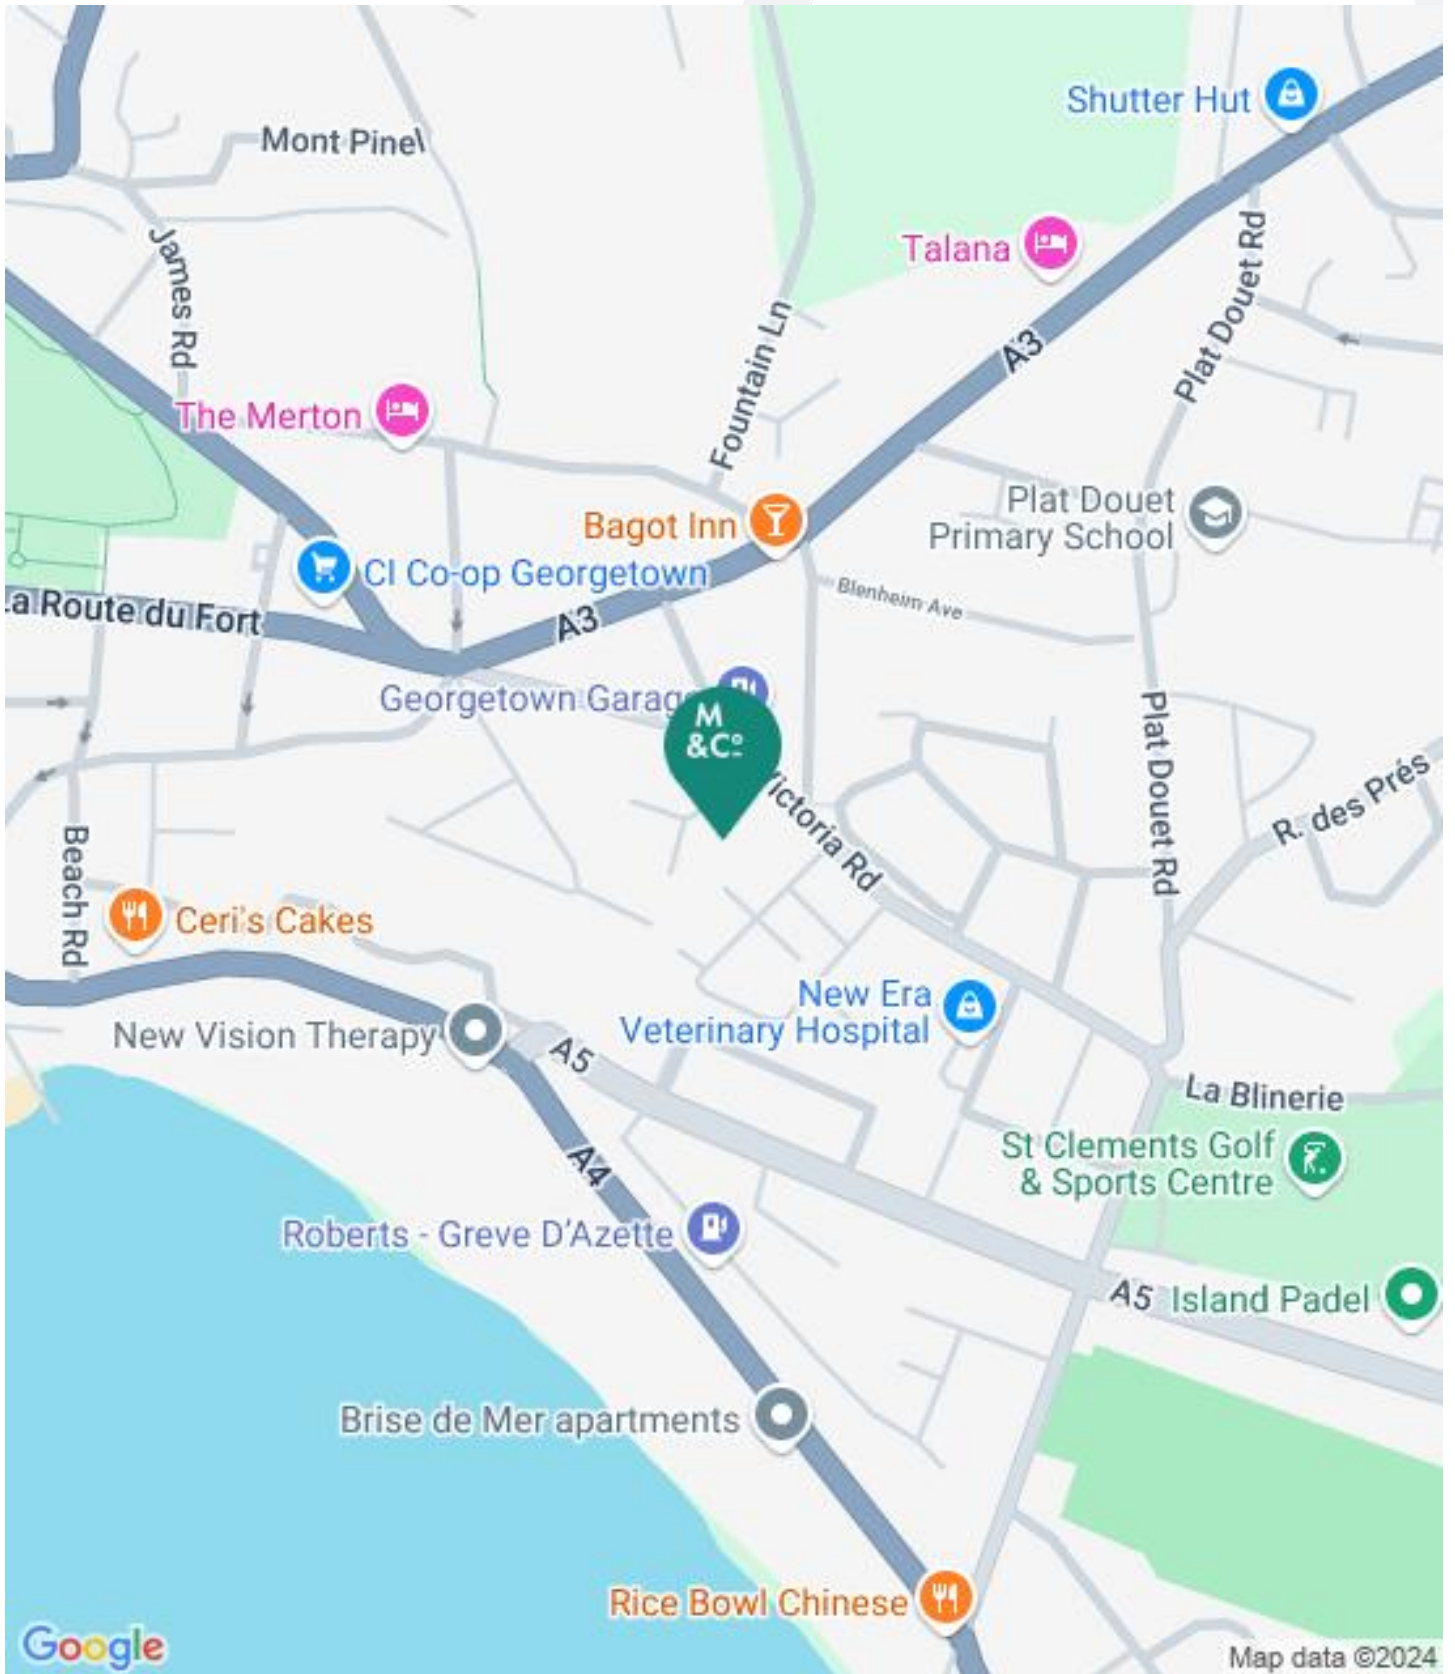 Shutter Hut
Mont Pinel
James Rd
Talana
Plat Douet Rd
Fountain Ln
A3
The Merton
Bagot Inn
Plat Douet
Primary School
CI Co-op Georgetown
Blenheim Ave
La Route du Fort
A3
Georgetown Garag
M
&Cº
Victoria Rd
Plat Douet Rd
R. des Prés
Beach Rd
Ceri's Cakes
New Era
Veterinary Hospital
New Vision Therapy
A5
La Blinerie
St Clements Golf
& Sports Centre
A4
Roberts - Greve D'Azette
A5
Island Padel
Brise de Mer apartments
Rice Bowl Chinese
Google
Map data ©2024